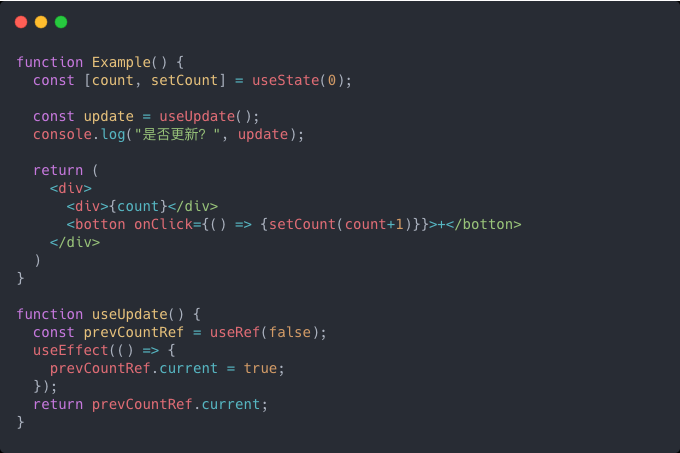 function Example() {
  const [count, setCount] = useState(0);
  const update = useUpdate();
  console.log("是否更新？", update);
  return (
    <div>
      <div>{count}</div>
      <botton onClick={() => {setCount(count+1)}}>+</botton>
    </div>
  )
}
function useUpdate() {
  const prevCountRef = useRef(false);
  useEffect(() => {
    prevCountRef.current = true;
  });
  return prevCountRef.current;
}